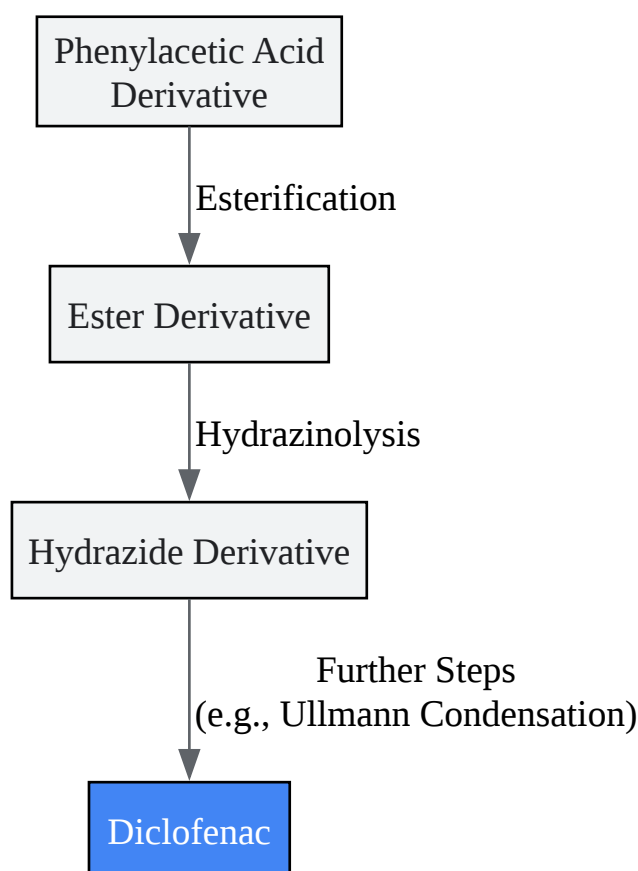 Phenylacetic Acid
Derivative
Esterification
Ester Derivative
Hydrazinolysis
Hydrazide Derivative
Further Steps
(e.g., Ullmann Condensation)
Diclofenac